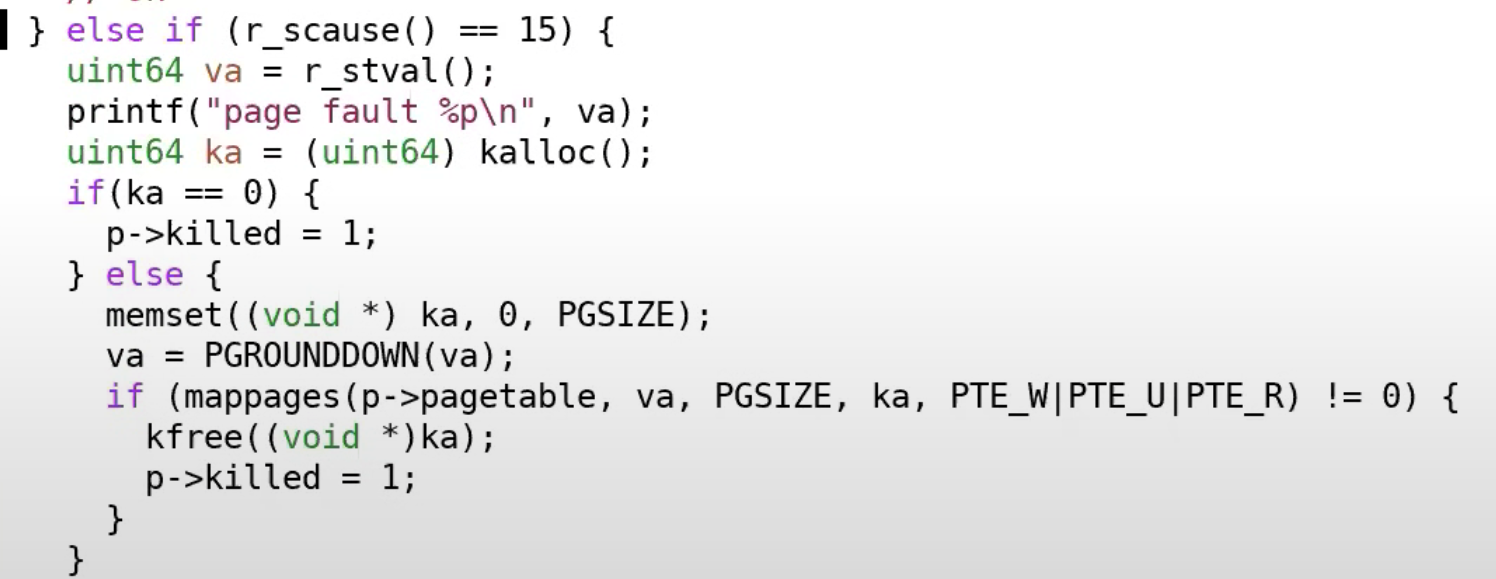 } else if (r_scause() == 15) {
uint64 va = r_stval();
printf("page fault %p\n", va);
uint64 ka = (uint64) kalloc();
if(ka == 0) {
p->killed = 1;
} else {
memset((void *) ka, 0, PGSIZE);
va = PGROUNDDOWN(va);
if (mappages(p->pagetable, va, PGSIZE, ka, PTE_W|PTE_U|PTE_R) != 0) {
kfree((void *)ka);
p->killed = 1;
}
}